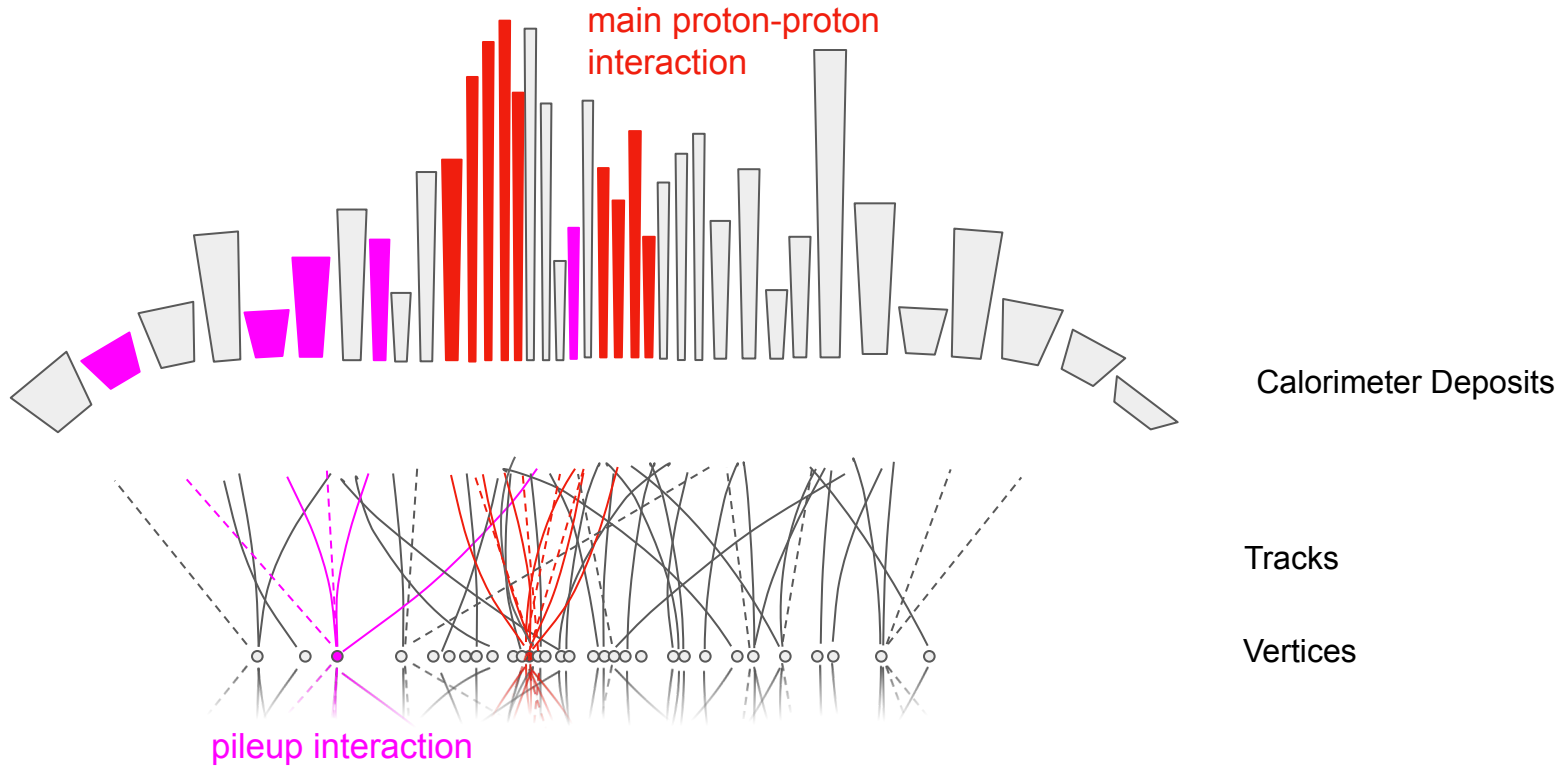 main proton-proton
interaction
Calorimeter Deposits
Tracks
Vertices
pileup interaction